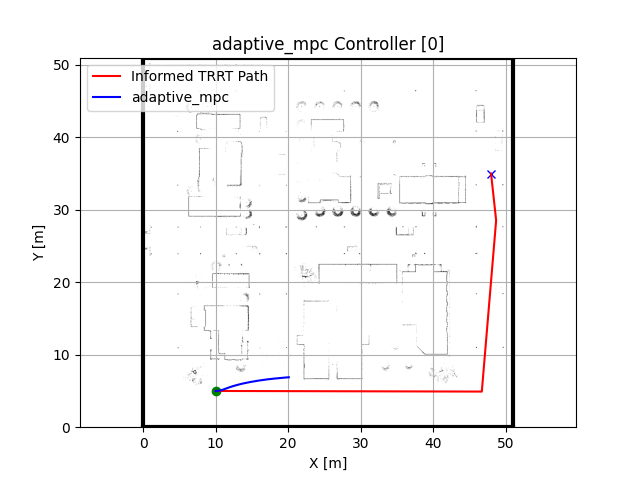 adaptive_mpc Controller [0]
Informed TRRT Path
adaptive_mpc
50
40
30
20
10
0
Y [m]
0 10 20 30 40 50
X [m]